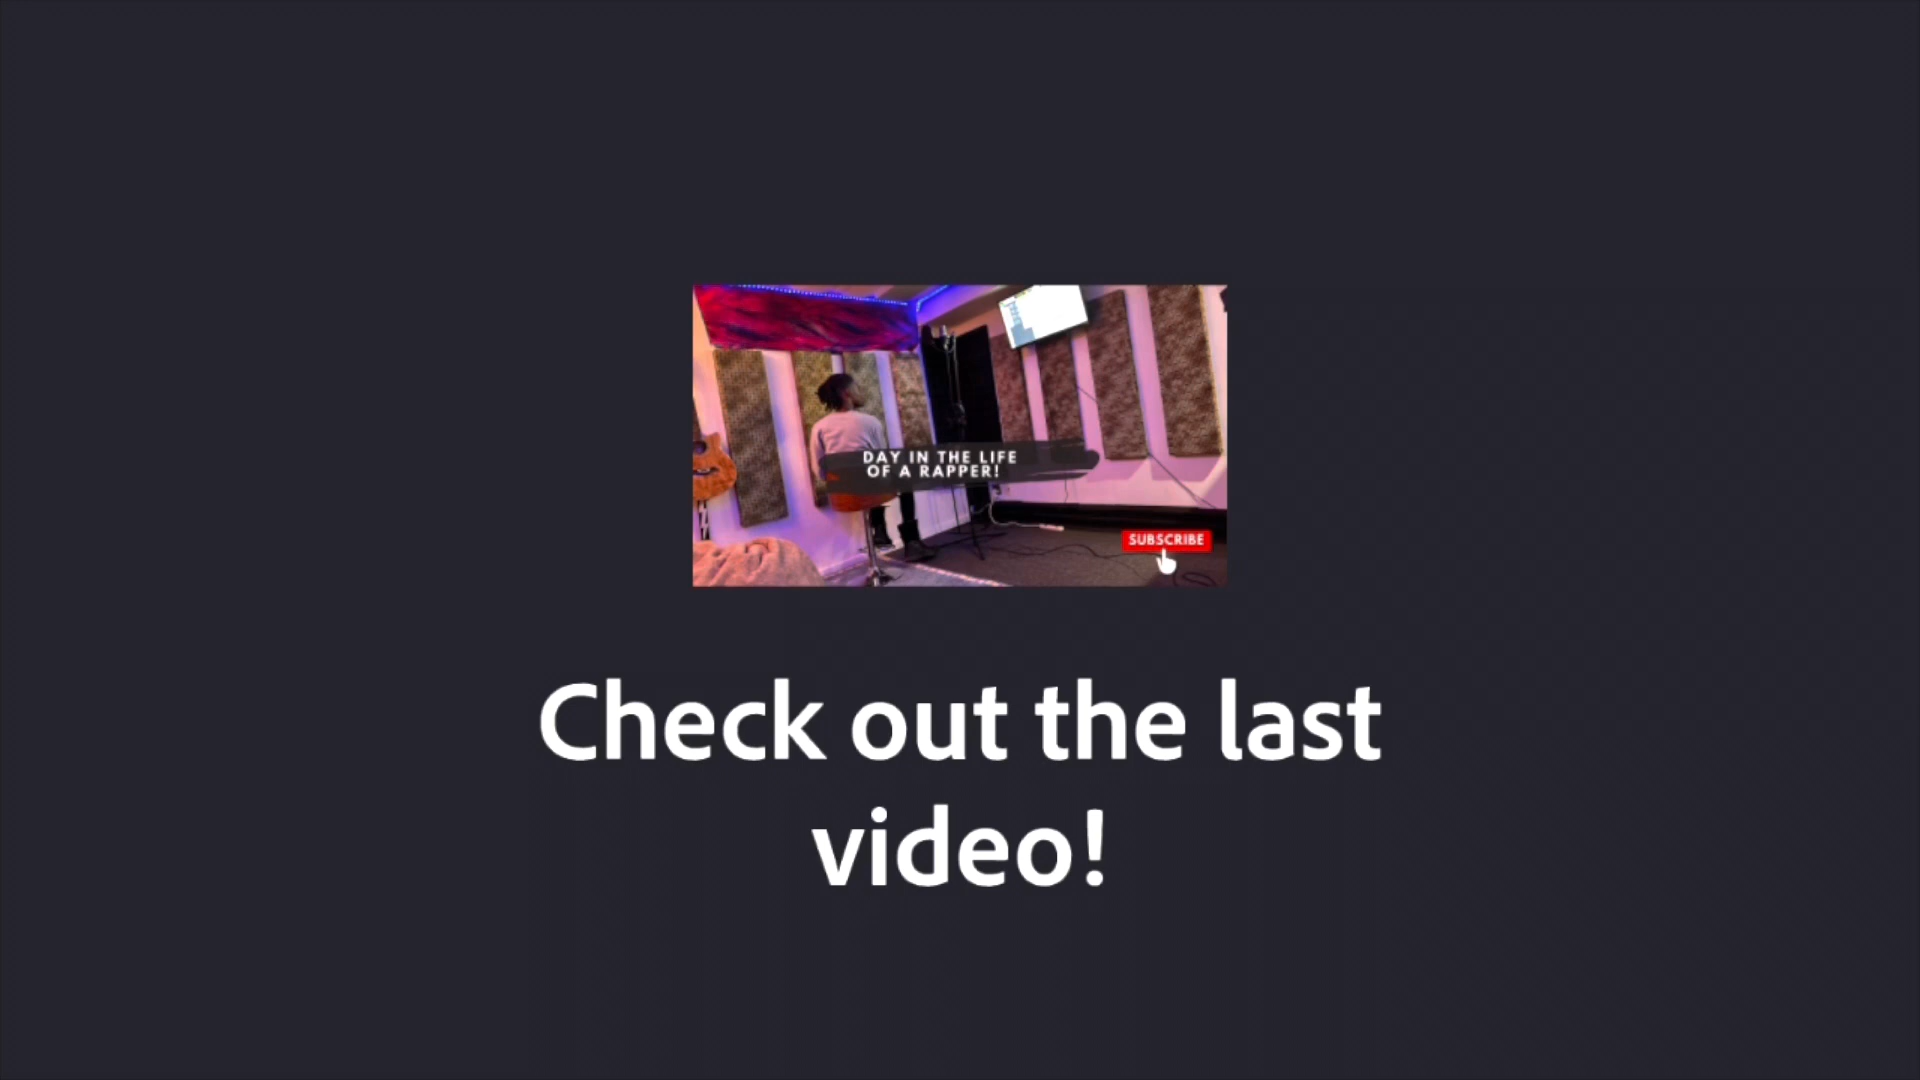 DAY IN THE LIFE
OF A RAPPER!
SUBSCRIBE
Check out the last
video!